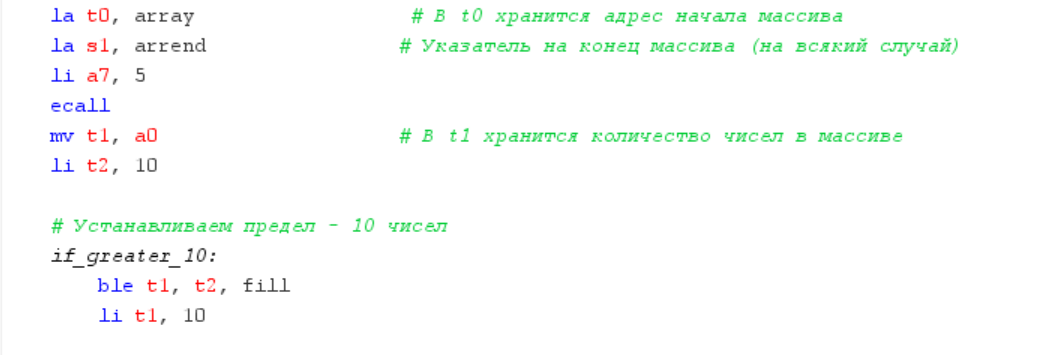 la t0, array # В t0 хранится адрес начала массива
la s1, arrend # Указатель на конец массива (на всякий случай)
li a7, 5
ecall
mv t1, a0 # В t1 хранится количество чисел в массиве
li t2, 10
# Устанавливаем предел - 10 чисел
if_greater_10:
ble t1, t2, fill
li t1, 10